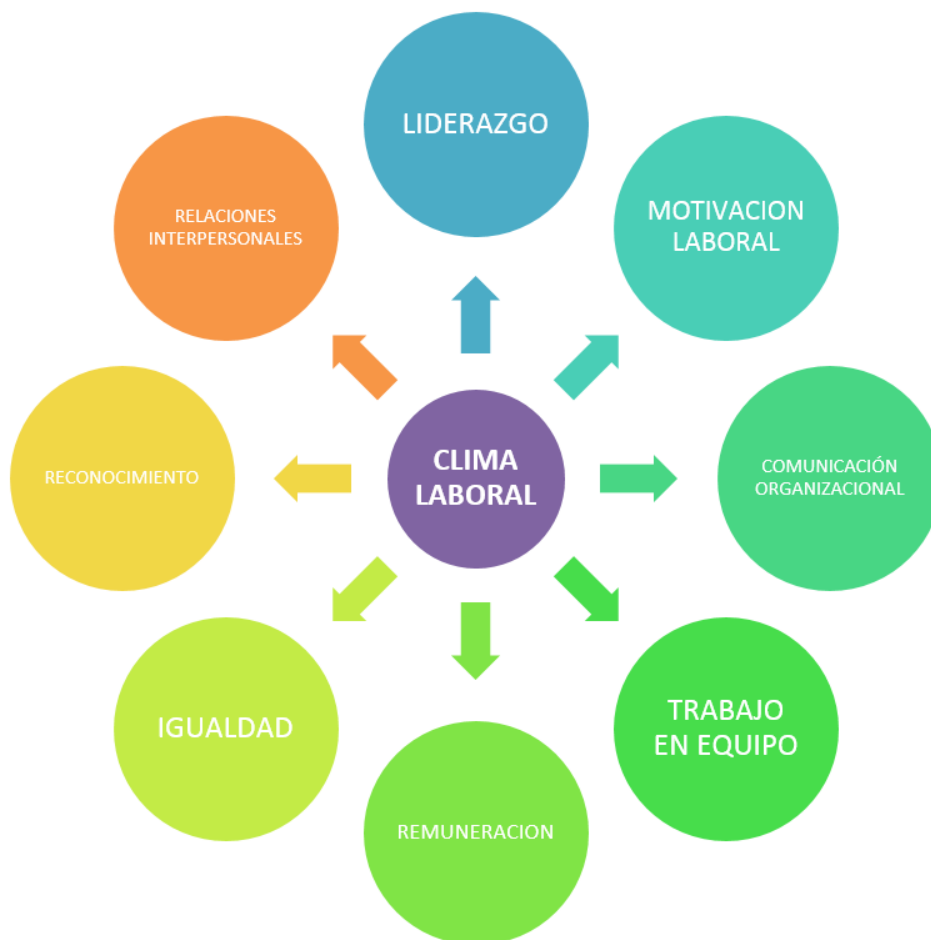 LIDERAZGO
MOTIVACION
LABORAL
COMUNICACIÓN
ORGANIZACIONAL
TRABAJO
EN EQUIPO
REMUNERACION
IGUALDAD
RECONOCIMIENTO
RELACIONES
INTERPERSONALES
CLIMA
LABORAL